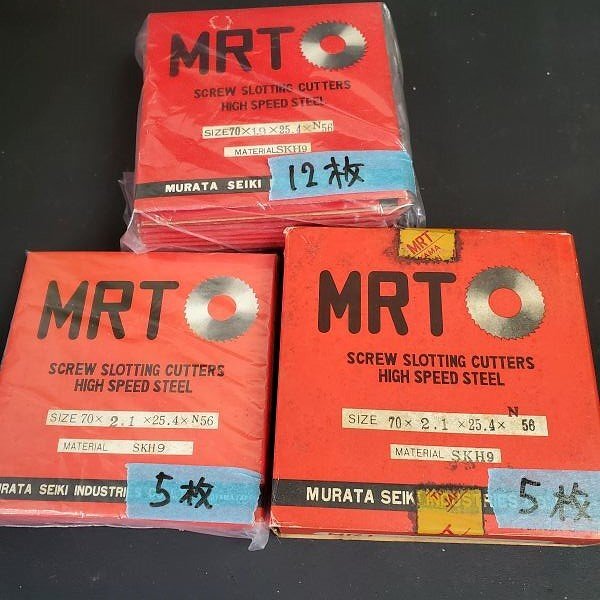 MRT
SCREW SLOTTING CUTTERS
HIGH SPEED STEEL
SIZE 70×1.9×25.4×N56
MATERIAL SKH9
MURATA SEIKI
12枚
MRT
SCREW SLOTTING CUTTERS
HIGH SPEED STEEL
SIZE 70× 2.1 ×25.4×N56
MATERIAL SKH9
MURATA SEIKI INDUSTRIES
5枚
MRT
MRT
SCREW SLOTTING CUTTERS
HIGH SPEED STEEL
SIZE 70× 2.1 ×25.4× N 56
MATERIAL SKH9
MURATA SEIKI INDUSTRIES
5枚
MRT